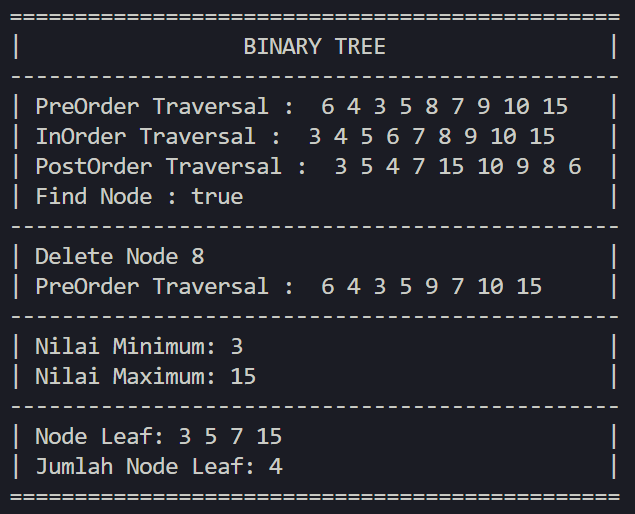 ===============================================
|                 BINARY TREE                 |
-----------------------------------------------
| PreOrder Traversal :  6 4 3 5 8 7 9 10 15   |
| InOrder Traversal :  3 4 5 6 7 8 9 10 15    |
| PostOrder Traversal :  3 5 4 7 15 10 9 8 6  |
| Find Node : true                            |
-----------------------------------------------
| Delete Node 8                               |
| PreOrder Traversal :  6 4 3 5 9 7 10 15     |
-----------------------------------------------
| Nilai Minimum: 3                            |
| Nilai Maximum: 15                           |
-----------------------------------------------
| Node Leaf: 3 5 7 15                         |
| Jumlah Node Leaf: 4                         |
===============================================